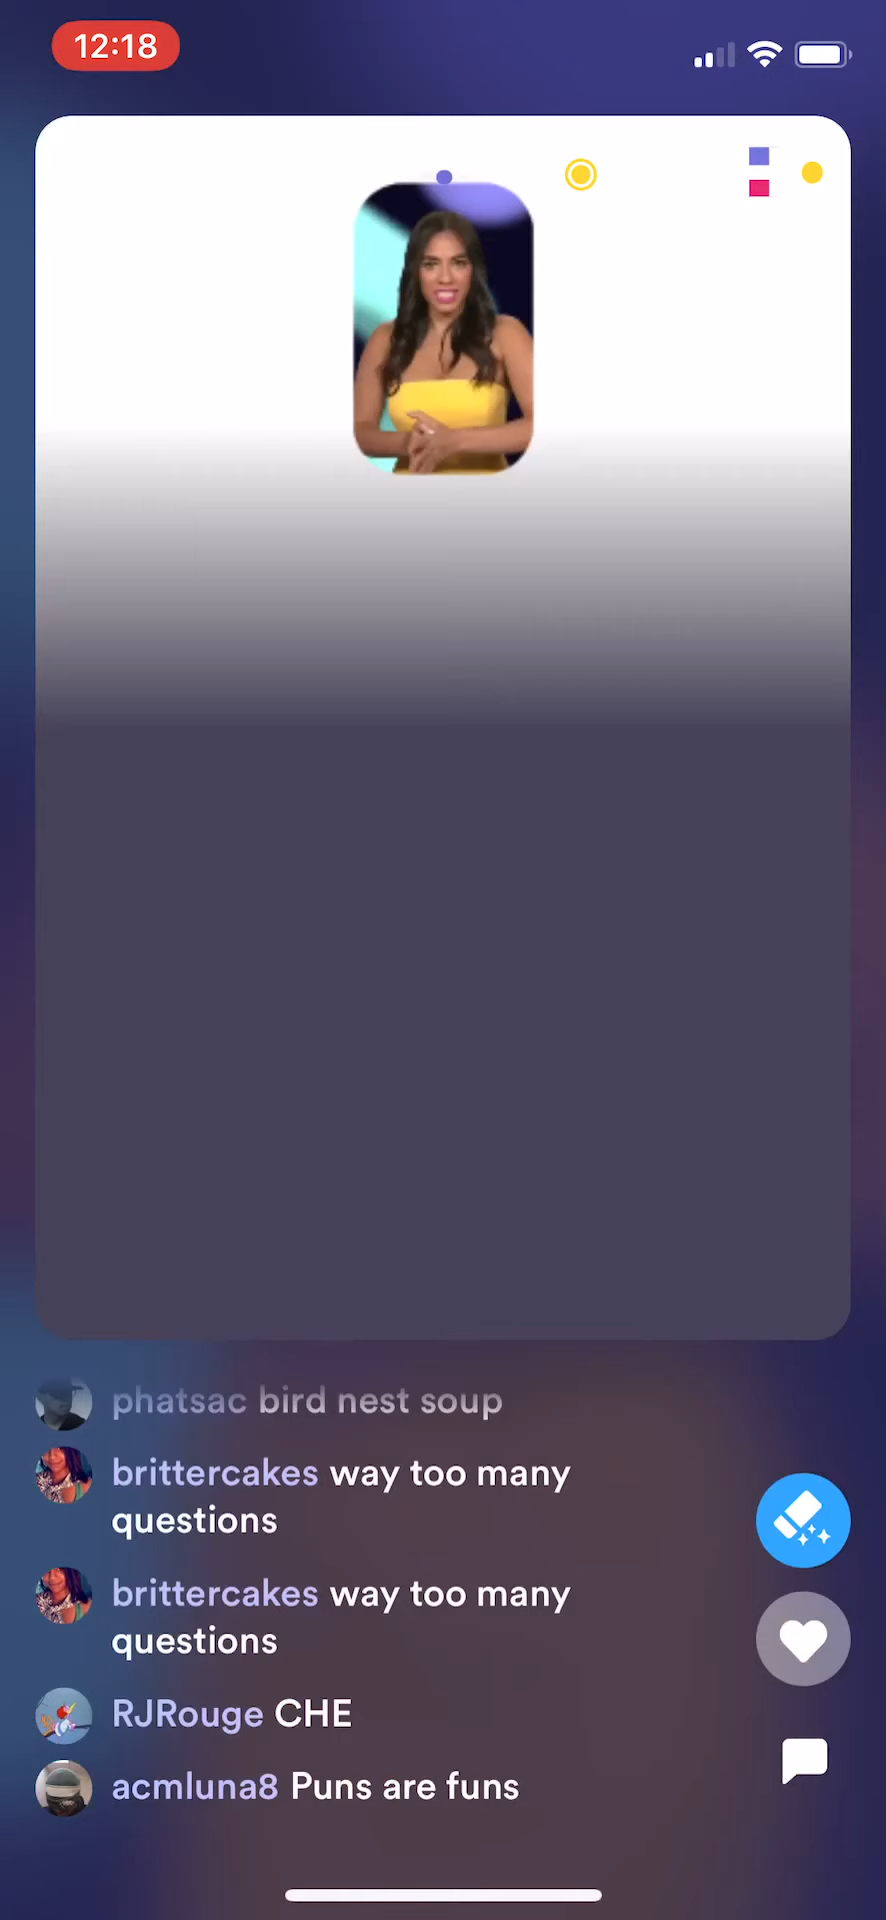 12:18
phatsac bird nest soup
brittercakes way too many
questions
brittercakes way too many
questions
RJRouge CHE
acmluna8 Puns are funs